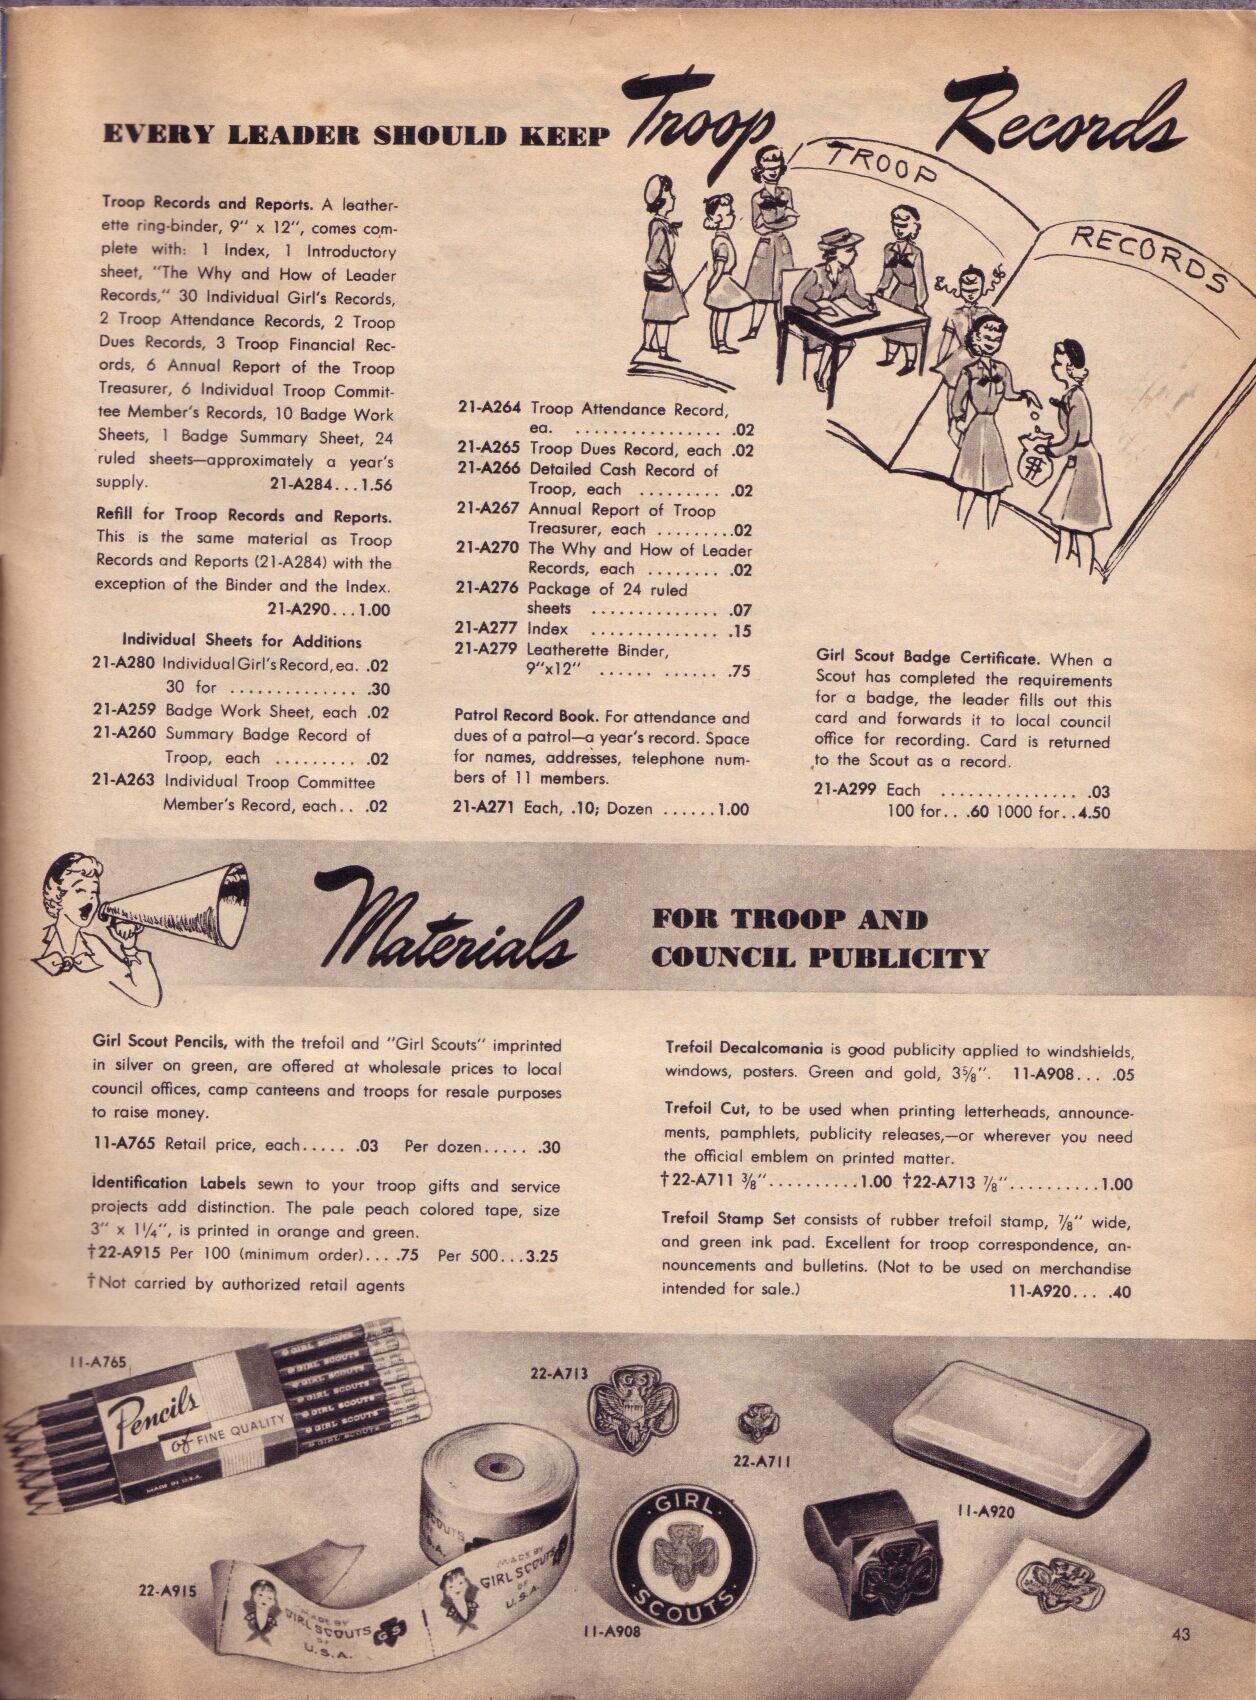 EVERY LEADER SHOULD KEEP Troop Records
TROOP
RECORDS
Troop Records and Reports. A leather-
ette ring-binder, 9" x 12", comes com-
plete with: 1 Index, 1 Introductory
sheet, "The Why and How of Leader
Records," 30 Individual Girl's Records,
2 Troop Attendance Records, 2 Troop
Dues Records, 3 Troop Financial Rec-
ords, 6 Annual Report of the Troop
Treasurer, 6 Individual Troop Commit-
tee Member's Records, 10 Badge Work
Sheets, 1 Badge Summary Sheet, 24
ruled sheets—approximately a year's
supply. 21-A284...1.56
Refill for Troop Records and Reports.
This is the same material as Troop
Records and Reports (21-A284) with the
exception of the Binder and the Index.
21-A290...1.00
Individual Sheets for Additions
21-A280 Individual Girl's Record, ea. .02
30 for .............. .30
21-A259 Badge Work Sheet, each .02
21-A260 Summary Badge Record of
Troop, each ......... .02
21-A263 Individual Troop Committee
Member's Record, each.. .02
21-A264 Troop Attendance Record,
ea. ................ .02
21-A265 Troop Dues Record, each .02
21-A266 Detailed Cash Record of
Troop, each ......... .02
21-A267 Annual Report of Troop
Treasurer, each .........02
21-A270 The Why and How of Leader
Records, each ........ .02
21-A276 Package of 24 ruled
sheets .............. .07
21-A277 Index .............. .15
21-A279 Leatherette Binder,
9"x12" ...... ...... .75
Patrol Record Book. For attendance and
dues of a patrol—a year's record. Space
for names, addresses, telephone num-
bers of 11 members.
21-A271 Each, .10; Dozen ......1.00
Girl Scout Badge Certificate. When a
Scout has completed the requirements
for a badge, the leader fills out this
card and forwards it to local council
office for recording. Card is returned
to the Scout as a record.
21-A299 Each ............... .03
100 for.. .60 1000 for..4.50
Materials FOR TROOP AND
COUNCIL PUBLICITY
Girl Scout Pencils, with the trefoil and "Girl Scouts" imprinted
in silver on green, are offered at wholesale prices to local
council offices, camp canteens and troops for resale purposes
to raise money.
11-A765 Retail price, each..... .03 Per dozen..... .30
Identification Labels sewn to your troop gifts and service
projects add distinction. The pale peach colored tape, size
3" x 1¼", is printed in orange and green.
†22-A915 Per 100 (minimum order).... .75 Per 500...3.25
†Not carried by authorized retail agents
Trefoil Decalcomania is good publicity applied to windshields,
windows, posters. Green and gold, 3⅝". 11-A908... .05
Trefoil Cut, to be used when printing letterheads, announce-
ments, pamphlets, publicity releases,—or wherever you need
the official emblem on printed matter.
†22-A711 ⅜"..........1.00 †22-A713 ⅞"..........1.00
Trefoil Stamp Set consists of rubber trefoil stamp, ⅞" wide,
and green ink pad. Excellent for troop correspondence, an-
nouncements and bulletins. (Not to be used on merchandise
intended for sale.) 11-A920... .40
11-A765
Pencils
of FINE QUALITY
MADE IN U.S.A.
GIRL SCOUTS
GIRL SCOUTS
GIRL SCOUTS
GIRL SCOUTS
GIRL SCOUTS
GIRL SCOUTS
22-A713
GS
22-A711
11-A920
SCOUTS
U.S.A.
MADE BY
GIRL SCOUTS
OF
U.S.A.
22-A915
MADE BY
GIRL SCOUTS
OF
U.S.A.
GS
GIRL
GS
SCOUTS
11-A908
43